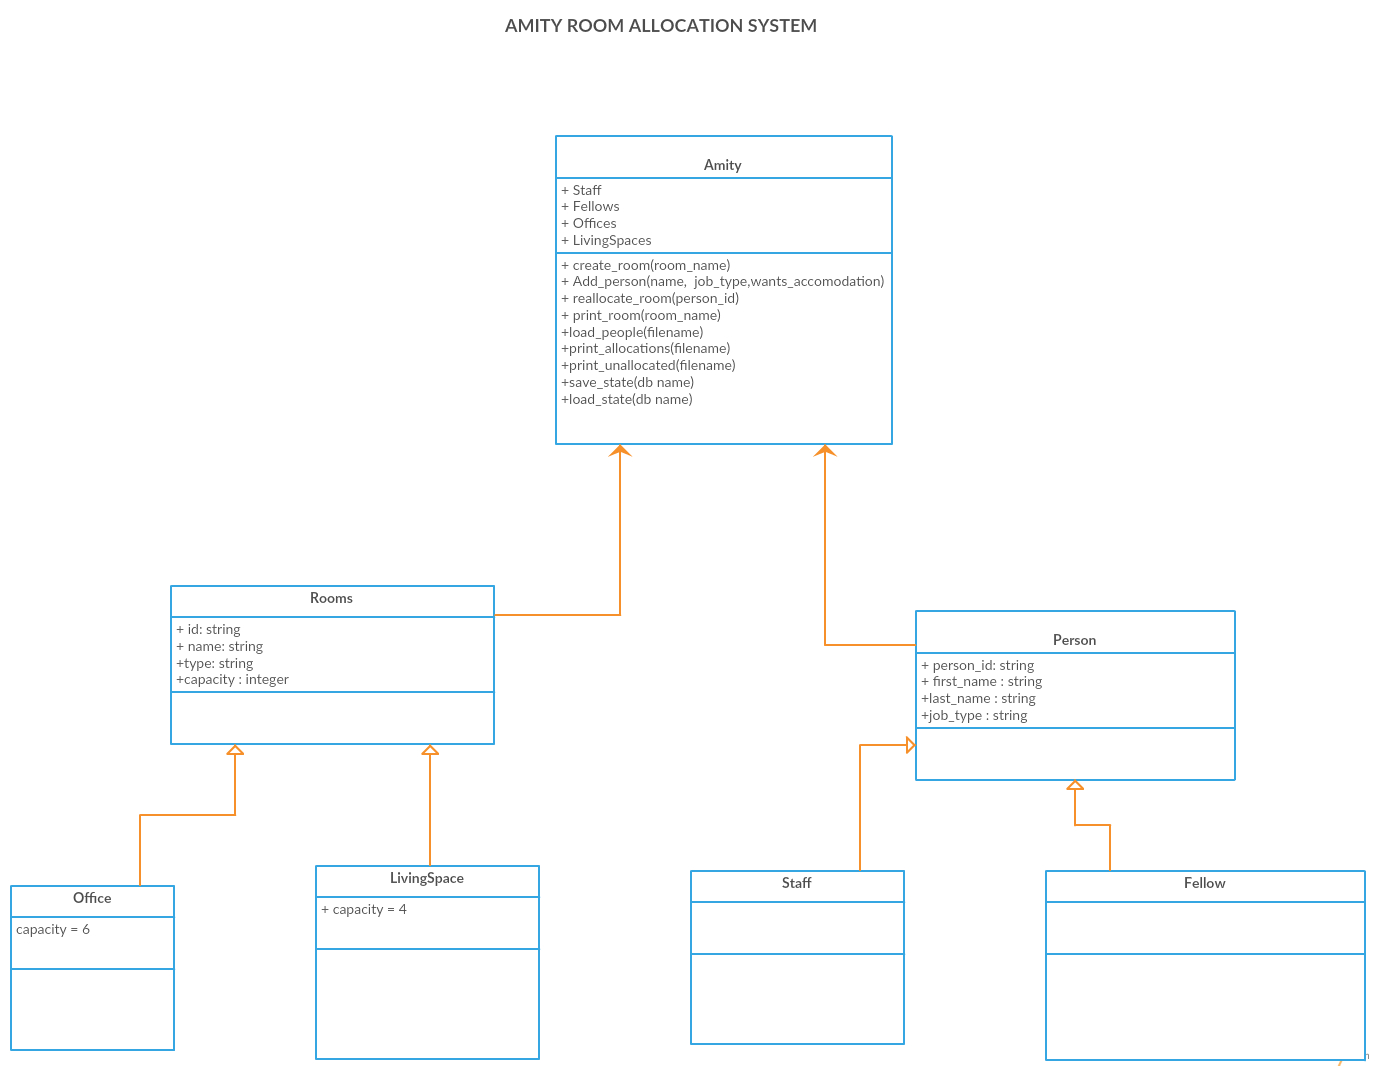 AMITY ROOM ALLOCATION SYSTEM
Amity
+ Staff
+ Fellows
+ Offices
+ LivingSpaces
+ create_room(room_name)
+ Add_person(name,  job_type,wants_accomodation)
+ reallocate_room(person_id)
+ print_room(room_name)
+load_people(filename)
+print_allocations(filename)
+print_unallocated(filename)
+save_state(db name)
+load_state(db name)
Rooms
+ id: string
+ name: string
+type: string
+capacity : integer
Person
+ person_id: string
+ first_name : string
+last_name : string
+job_type : string
Office
capacity = 6
LivingSpace
+ capacity = 4
Staff
Fellow